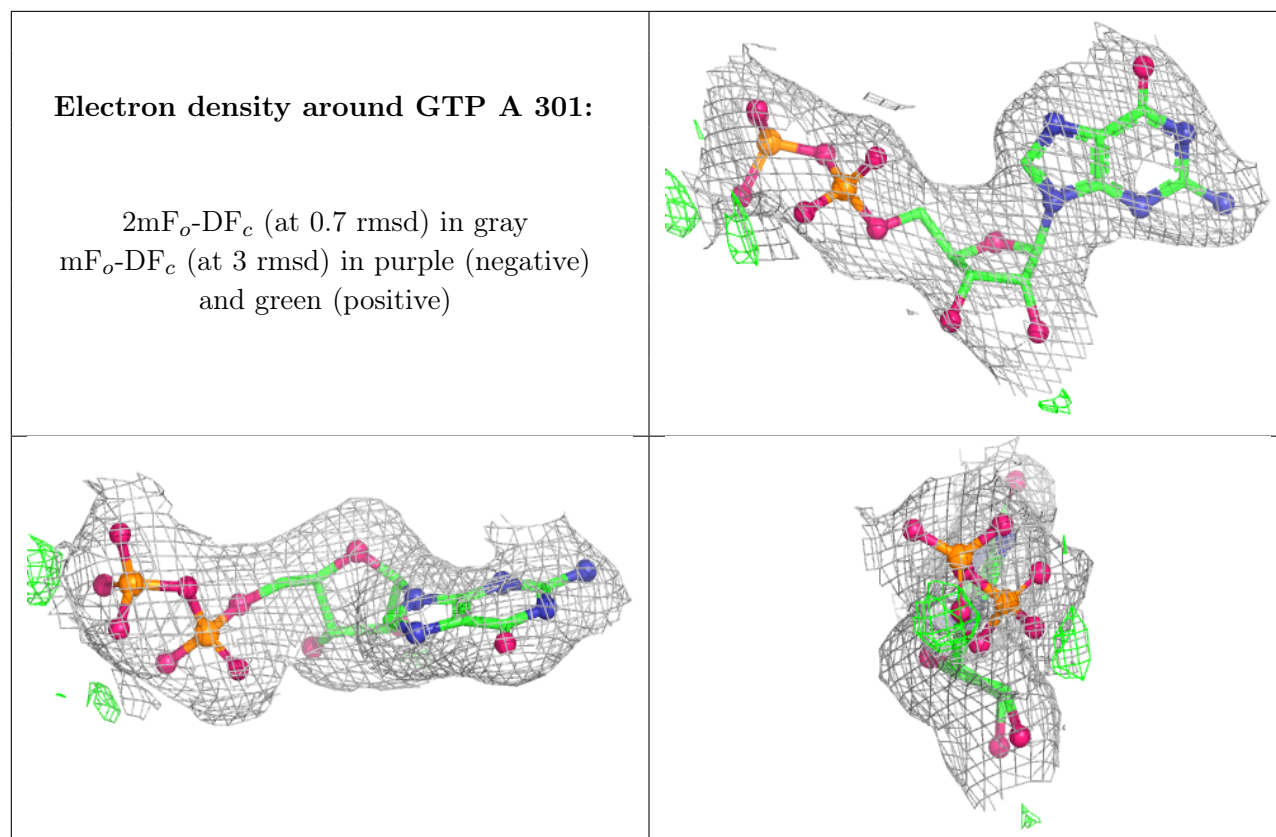 Electron density around GTP A 301:
2mFₒ-DF𝒸 (at 0.7 rmsd) in gray
mFₒ-DF𝒸 (at 3 rmsd) in purple (negative)
and green (positive)